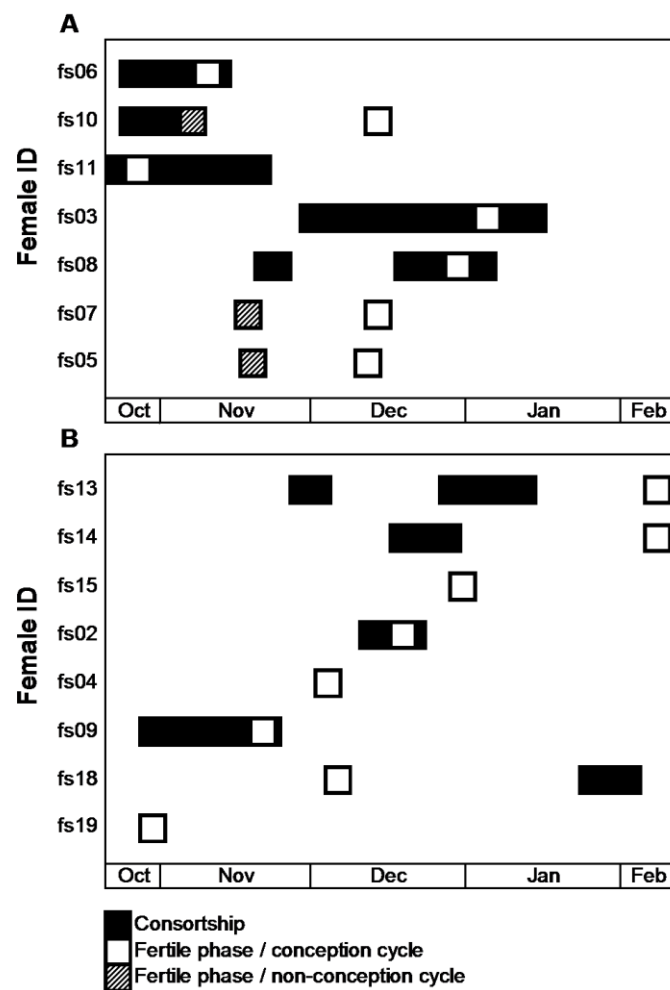 A
Female ID
fs06
fs10
fs11
fs03
fs08
fs07
fs05
Oct Nov Dec Jan Feb
B
Female ID
fs13
fs14
fs15
fs02
fs04
fs09
fs18
fs19
Oct Nov Dec Jan Feb
Consortship
Fertile phase / conception cycle
Fertile phase / non-conception cycle